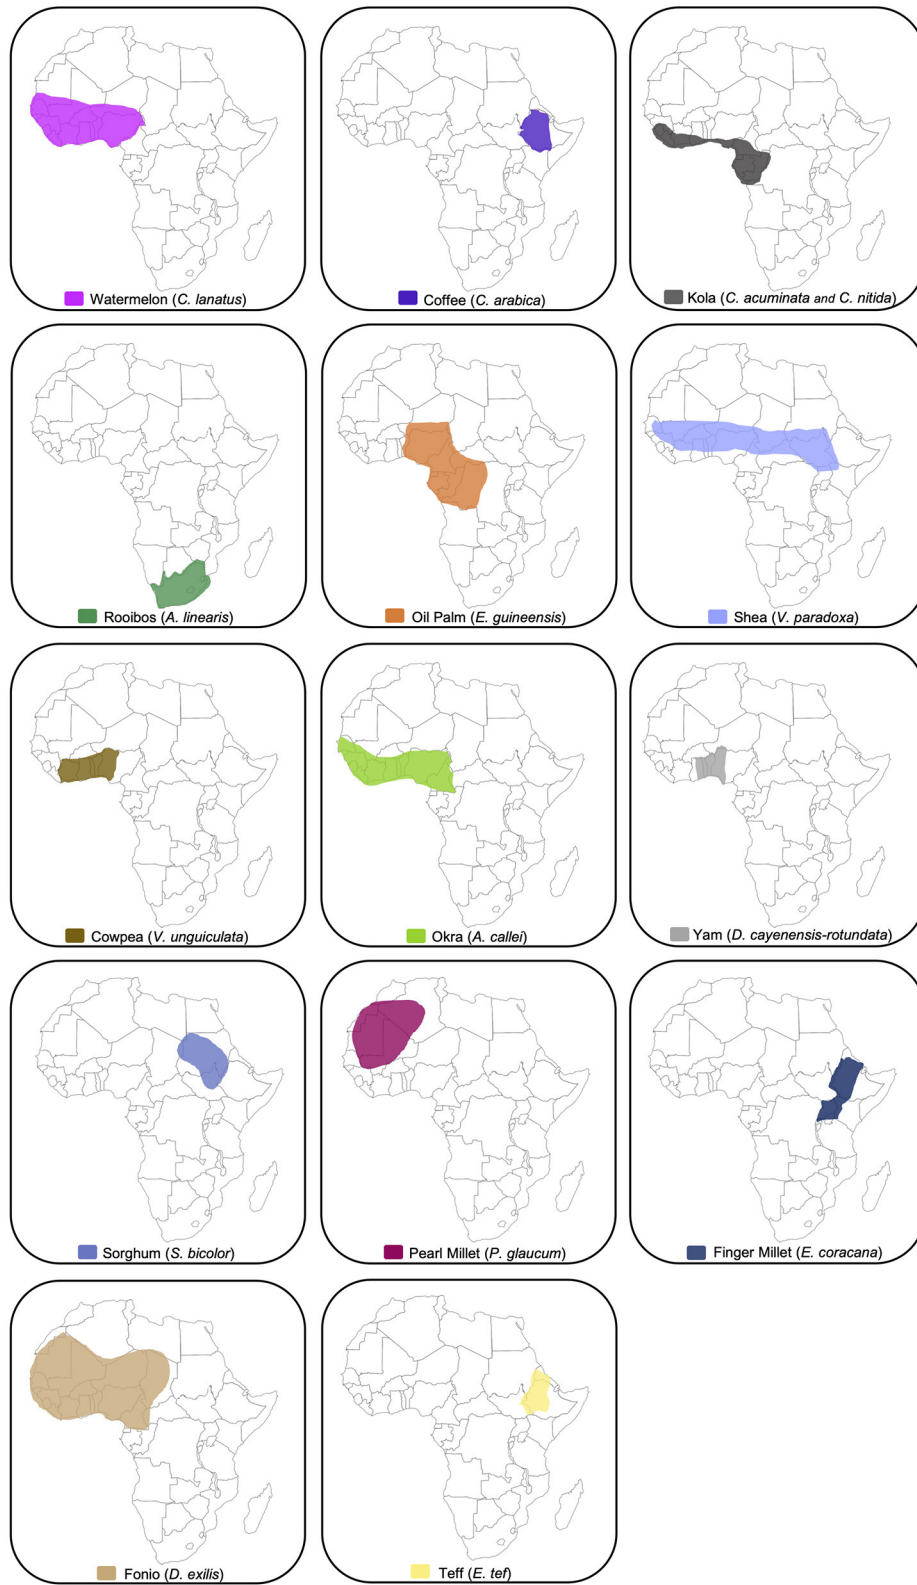 Watermelon (C. lanatus)
Coffee (C. arabica)
Kola (C. acuminata and C. nitida)
Rooibos (A. linearis)
Oil Palm (E. guineensis)
Shea (V. paradoxa)
Cowpea (V. unguiculata)
Okra (A. callei)
Yam (D. cayenensis-rotundata)
Sorghum (S. bicolor)
Pearl Millet (P. glaucum)
Finger Millet (E. coracana)
Fonio (D. exilis)
Teff (E. tef)